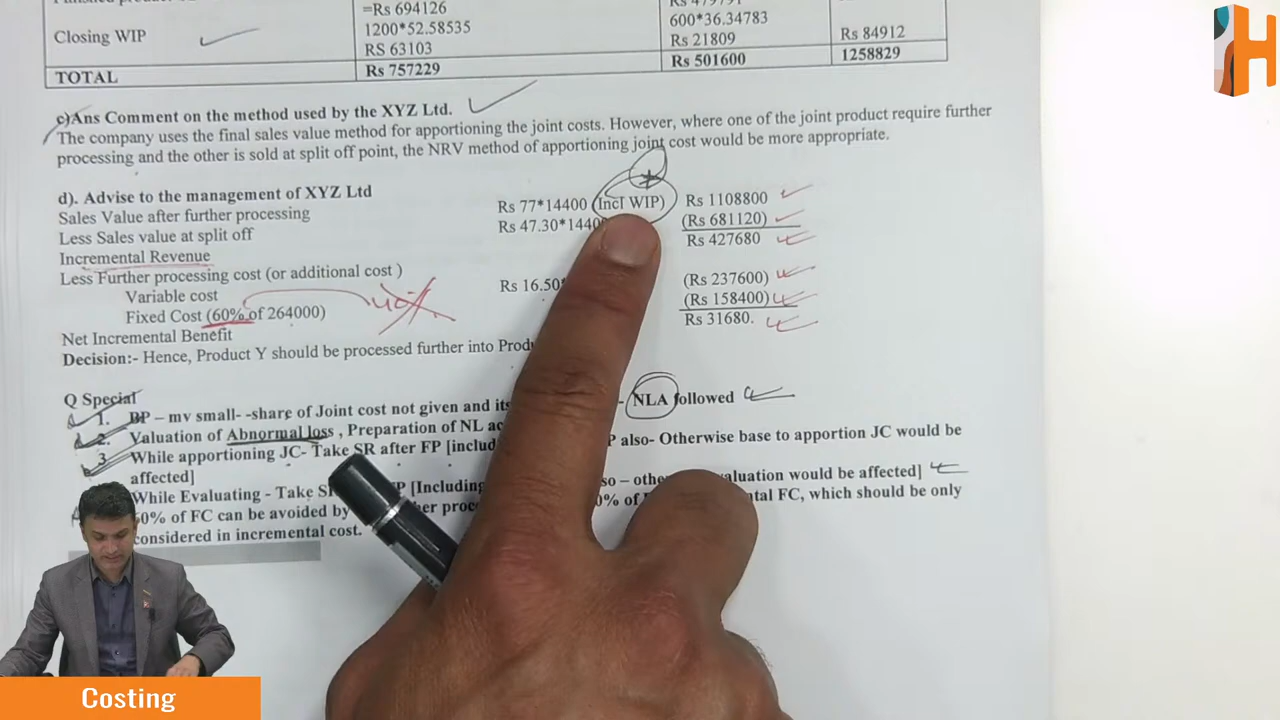 =Rs 694126
600*36.34783
Closing WIP
1200*52.58535
Rs 21809
Rs 84912
RS 63103
TOTAL
Rs 757229
Rs 501600
1258829
c)Ans Comment on the method used by the XYZ Ltd.
The company uses the final sales value method for apportioning the joint costs. However, where one of the joint product require further
processing and the other is sold at split off point, the NRV method of apportioning joint cost would be more appropriate.
d). Advise to the management of XYZ Ltd
Sales Value after further processing Rs 77*14400 (Incl WIP) Rs 1108800
Less Sales value at split off Rs 47.30*1440 (Rs 681120)
Incremental Revenue Rs 427680
Less Further processing cost (or additional cost )
Variable cost Rs 16.50 (Rs 237600)
Fixed Cost (60% of 264000) (Rs 158400)
Net Incremental Benefit Rs 31680.
Decision:- Hence, Product Y should be processed further into
Q Special
1. BP – mv small- -share of Joint cost not given and its - NLA followed
2. Valuation of Abnormal loss , Preparation of NL
3. While apportioning JC- Take SR after FP [includ P also- Otherwise base to apportion JC would be
affected]
While Evaluating - Take P [Including so – valuation would be affected]
0% of FC can be avoided by 0% of FC, which should be only
considered in incremental cost.
Costing